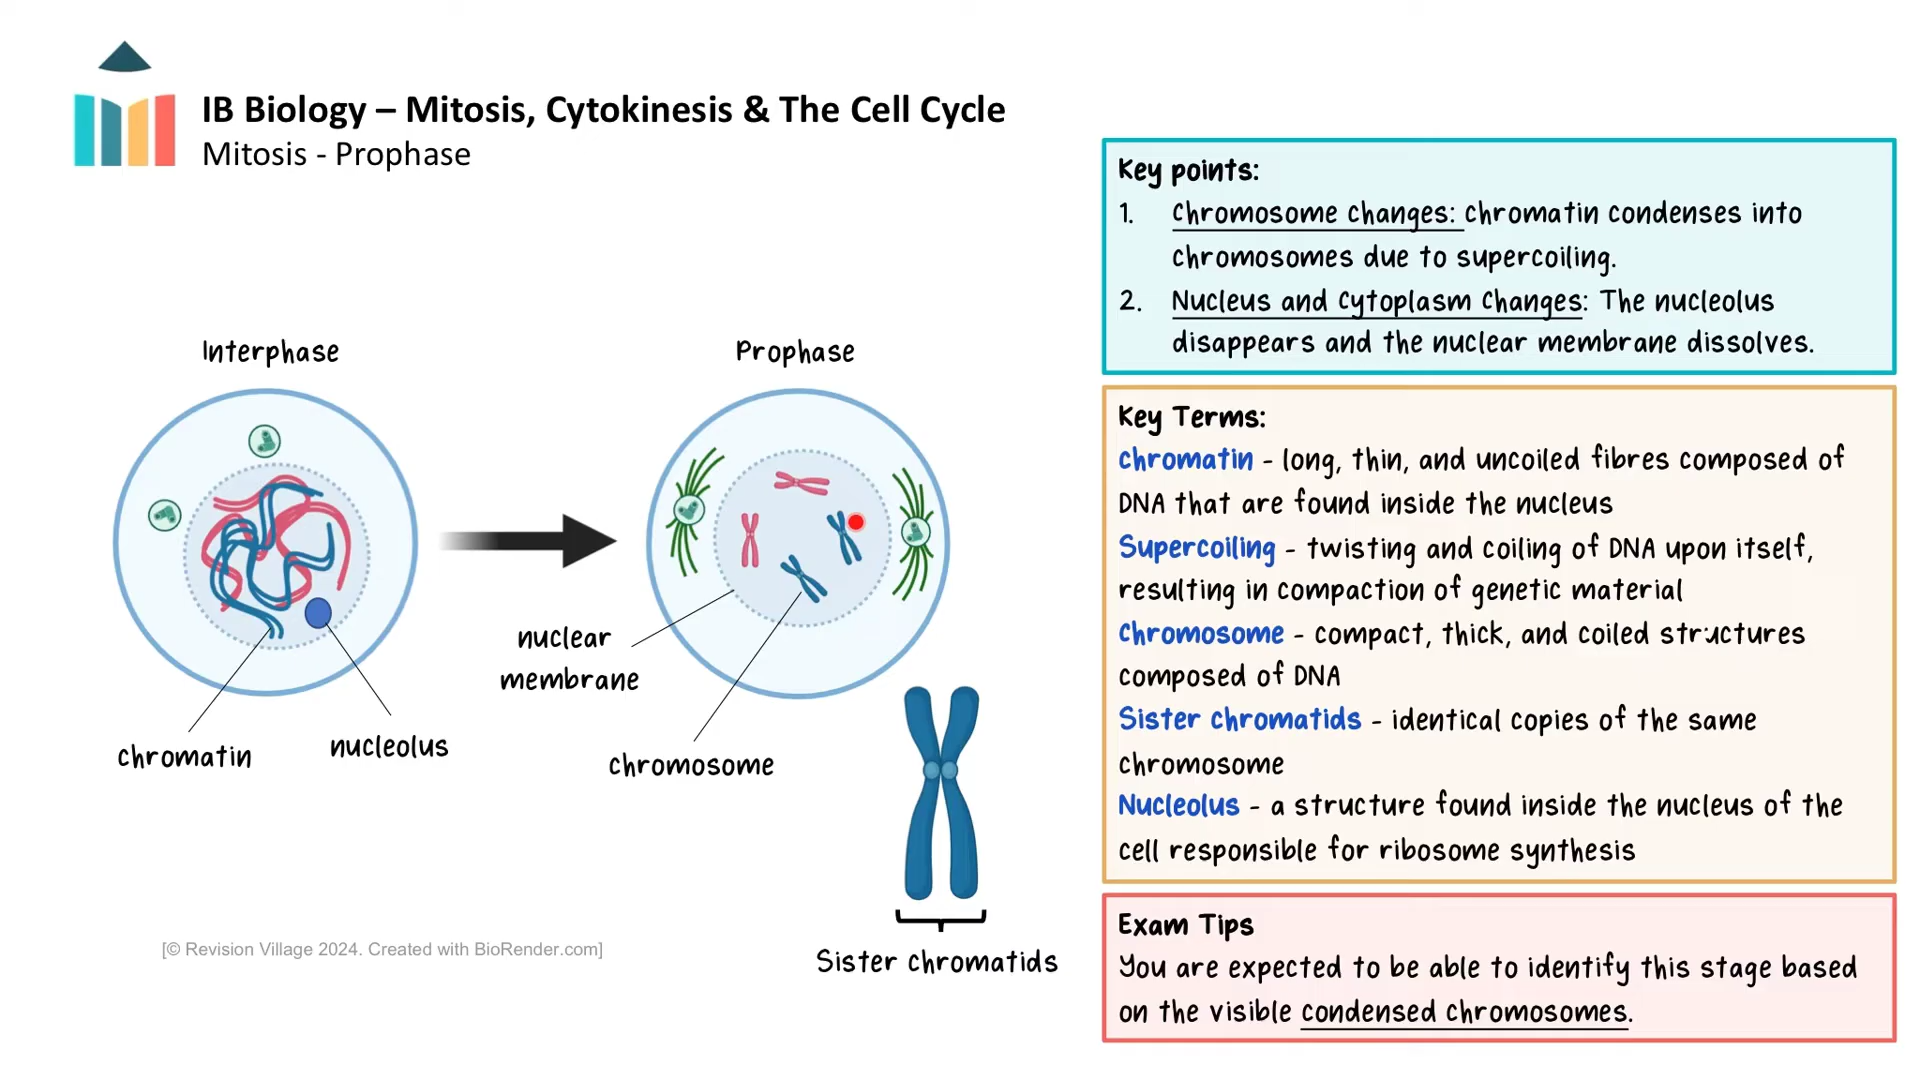 IB Biology – Mitosis, Cytokinesis & The Cell Cycle
Mitosis - Prophase
Interphase
Prophase
nuclear
membrane
chromatin
nucleolus
chromosome
Sister chromatids
[© Revision Village 2024. Created with BioRender.com]
Key points:
1. Chromosome changes: chromatin condenses into
chromosomes due to supercoiling.
2. Nucleus and cytoplasm changes: The nucleolus
disappears and the nuclear membrane dissolves.
Key Terms:
Chromatin - long, thin, and uncoiled fibres composed of
DNA that are found inside the nucleus
Supercoiling - twisting and coiling of DNA upon itself,
resulting in compaction of genetic material
Chromosome - compact, thick, and coiled structures
composed of DNA
Sister chromatids - identical copies of the same
chromosome
Nucleolus - a structure found inside the nucleus of the
cell responsible for ribosome synthesis
Exam Tips
You are expected to be able to identify this stage based
on the visible condensed chromosomes.